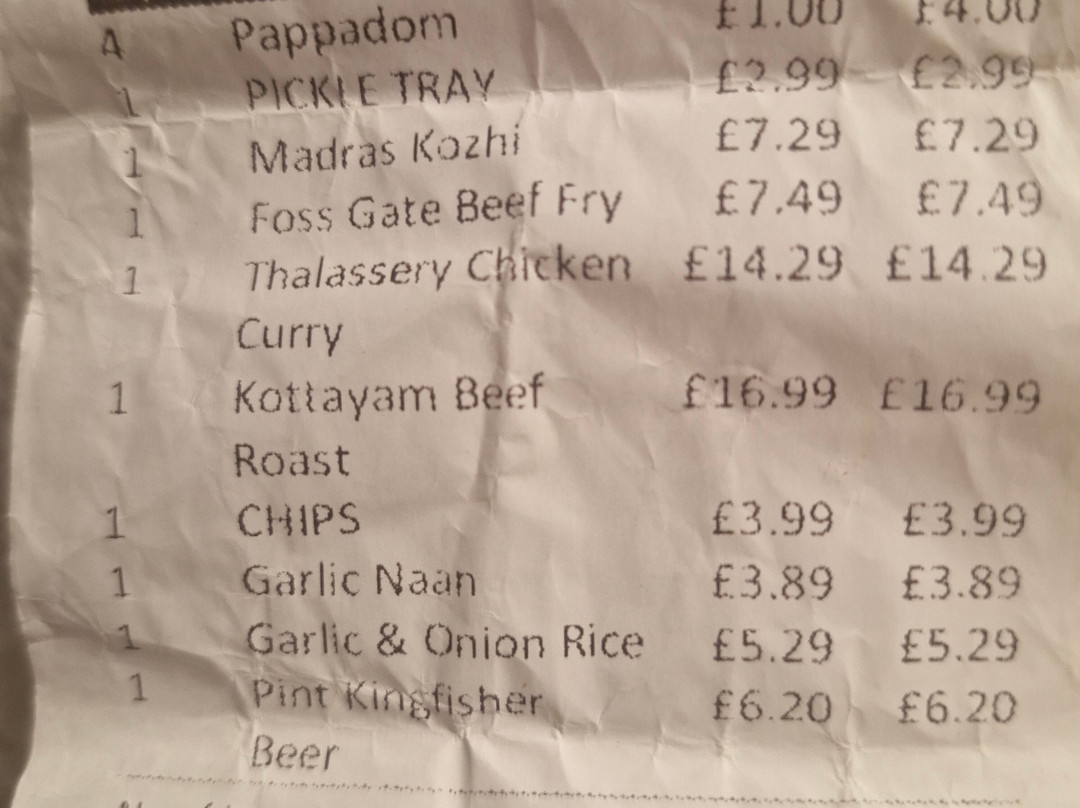 4 Pappadom £1.00 £4.00
1 PICKLE TRAY £2.99 £2.99
1 Madras Kozhi £7.29 £7.29
1 Foss Gate Beef Fry £7.49 £7.49
1 Thalassery Chicken £14.29 £14.29
Curry
1 Kottayam Beef £16.99 £16.99
Roast
1 CHIPS £3.99 £3.99
1 Garlic Naan £3.89 £3.89
1 Garlic & Onion Rice £5.29 £5.29
1 Pint Kingfisher £6.20 £6.20
Beer